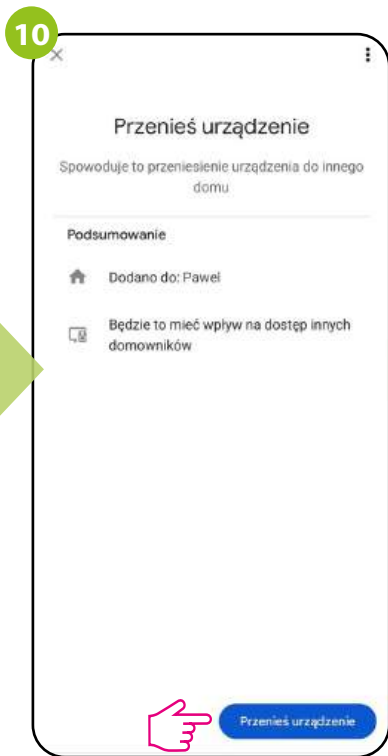 10
Przenieś urządzenie
Spowoduje to przeniesienie urządzenia do innego
domu
Podsumowanie
Dodano do: Pawel
Będzie to mieć wpływ na dostęp innych
domowników
Przenieś urządzenie